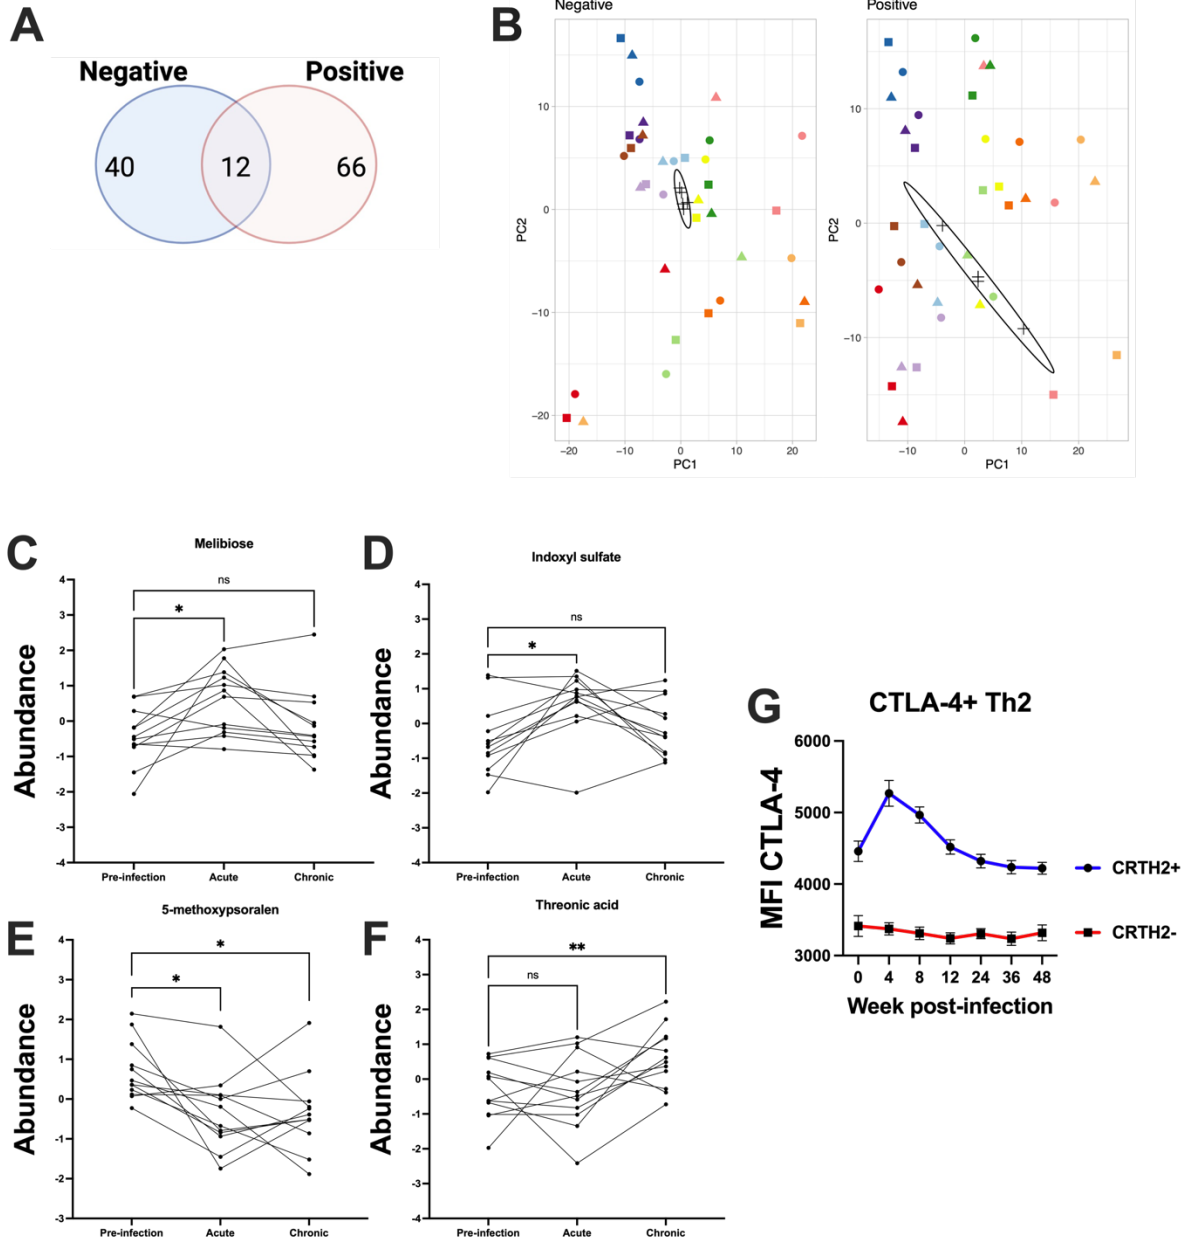 A
Negative
Positive
40
12
66
B
Negative
Positive
10
0
−10
−20
PC2
−20
−10
0
10
20
PC1
10
0
−10
PC2
−10
0
10
20
PC1
C
Melibiose
Abundance
4
3
2
1
0
-1
-2
-3
-4
ns
*
Pre-infection
Acute
Chronic
D
Indoxyl sulfate
Abundance
4
3
2
1
0
-1
-2
-3
-4
ns
*
Pre-infection
Acute
Chronic
E
5-methoxypsoralen
Abundance
4
3
2
1
0
-1
-2
-3
*
*
Pre-infection
Acute
Chronic
F
Threonic acid
Abundance
4
3
2
1
0
-1
-2
-3
-4
**
ns
Pre-infection
Acute
Chronic
G
CTLA-4+ Th2
MFI CTLA-4
6000
5000
4000
3000
0
4
8
12
24
36
48
Week post-infection
CRTH2+
CRTH2-